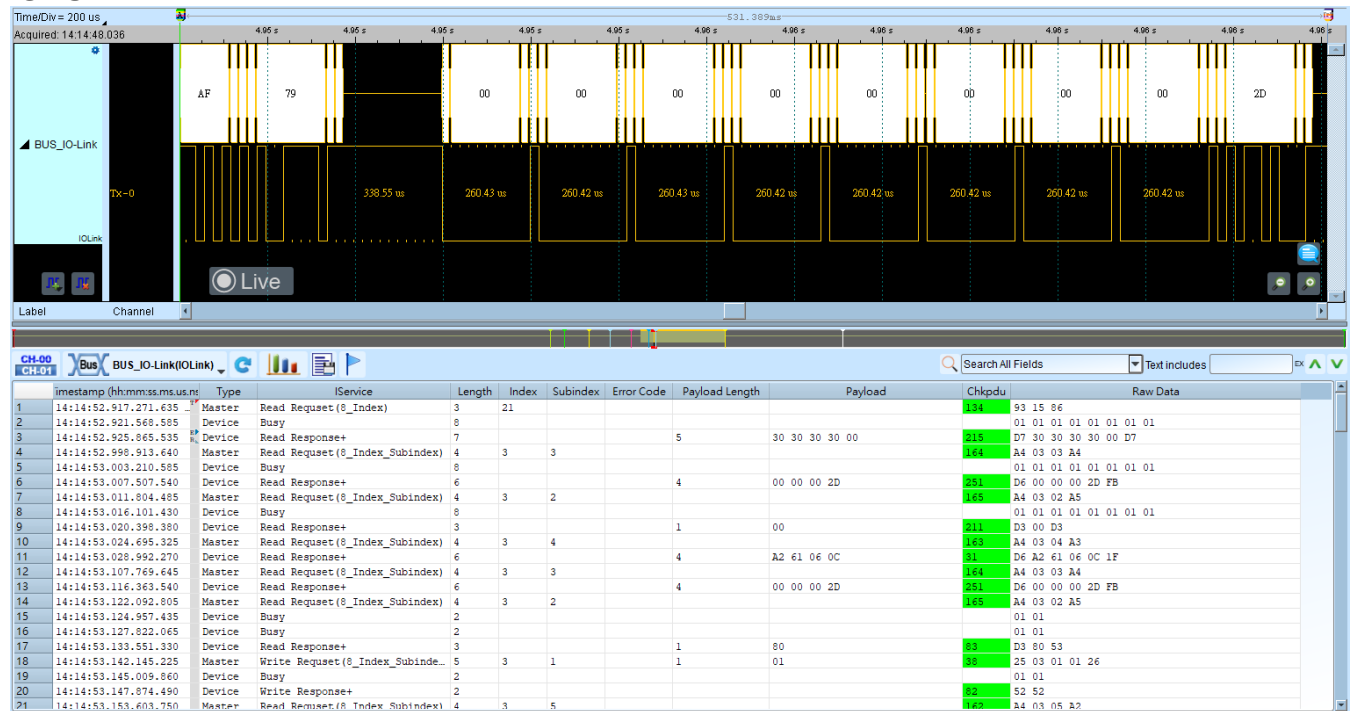 Time/Div = 200 us
531.389ms
Acquired: 14:14:48.036
4.95 s 4.95 s 4.95 s 4.95 s 4.95 s 4.96 s 4.96 s 4.96 s 4.96 s 4.96 s 4.96 s 4.96 s 4.96 s
AF 79 00 00 00 00 00 00 00 00 2D
BUS_IO-Link
Tx-0 338.55 us 260.43 us 260.42 us 260.43 us 260.42 us 260.42 us 260.42 us 260.42 us 260.42 us
IOLink
Live
Label Channel
CH-00 CH-01 Bus BUS_IO-Link(IOLink) Search All Fields Text includes EX
imestamp (hh:mm:ss.ms.us.ns Type IService Length Index Subindex Error Code Payload Length Payload Chkpdu Raw Data
1 14:14:52.917.271.635 Master Read Requset(8_Index) 3 21 134 93 15 86
2 14:14:52.921.568.585 Device Busy 8 01 01 01 01 01 01 01 01
3 14:14:52.925.865.535 Device Read Response+ 7 5 30 30 30 30 00 215 D7 30 30 30 30 00 D7
4 14:14:52.998.913.640 Master Read Requset(8_Index_Subindex) 4 3 3 164 A4 03 03 A4
5 14:14:53.003.210.585 Device Busy 8 01 01 01 01 01 01 01 01
6 14:14:53.007.507.540 Device Read Response+ 6 4 00 00 00 2D 251 D6 00 00 00 2D FB
7 14:14:53.011.804.485 Master Read Requset(8_Index_Subindex) 4 3 2 165 A4 03 02 A5
8 14:14:53.016.101.430 Device Busy 8 01 01 01 01 01 01 01 01
9 14:14:53.020.398.380 Device Read Response+ 3 1 00 211 D3 00 D3
10 14:14:53.024.695.325 Master Read Requset(8_Index_Subindex) 4 3 4 163 A4 03 04 A3
11 14:14:53.028.992.270 Device Read Response+ 6 4 A2 61 06 0C 31 D6 A2 61 06 0C 1F
12 14:14:53.107.769.645 Master Read Requset(8_Index_Subindex) 4 3 3 164 A4 03 03 A4
13 14:14:53.116.363.540 Device Read Response+ 6 4 00 00 00 2D 251 D6 00 00 00 2D FB
14 14:14:53.122.092.805 Master Read Requset(8_Index_Subindex) 4 3 2 165 A4 03 02 A5
15 14:14:53.124.957.435 Device Busy 2 01 01
16 14:14:53.127.822.065 Device Busy 2 01 01
17 14:14:53.133.551.330 Device Read Response+ 3 1 80 83 D3 80 53
18 14:14:53.142.145.225 Master Write Requset(8_Index_Subinde... 5 3 1 1 01 38 25 03 01 01 26
19 14:14:53.145.009.860 Device Busy 2 01 01
20 14:14:53.147.874.490 Device Write Response+ 2 82 52 52
21 14:14:53.153.603.750 Master Read Requset(8_Index_Subindex) 4 3 5 162 A4 03 05 A2